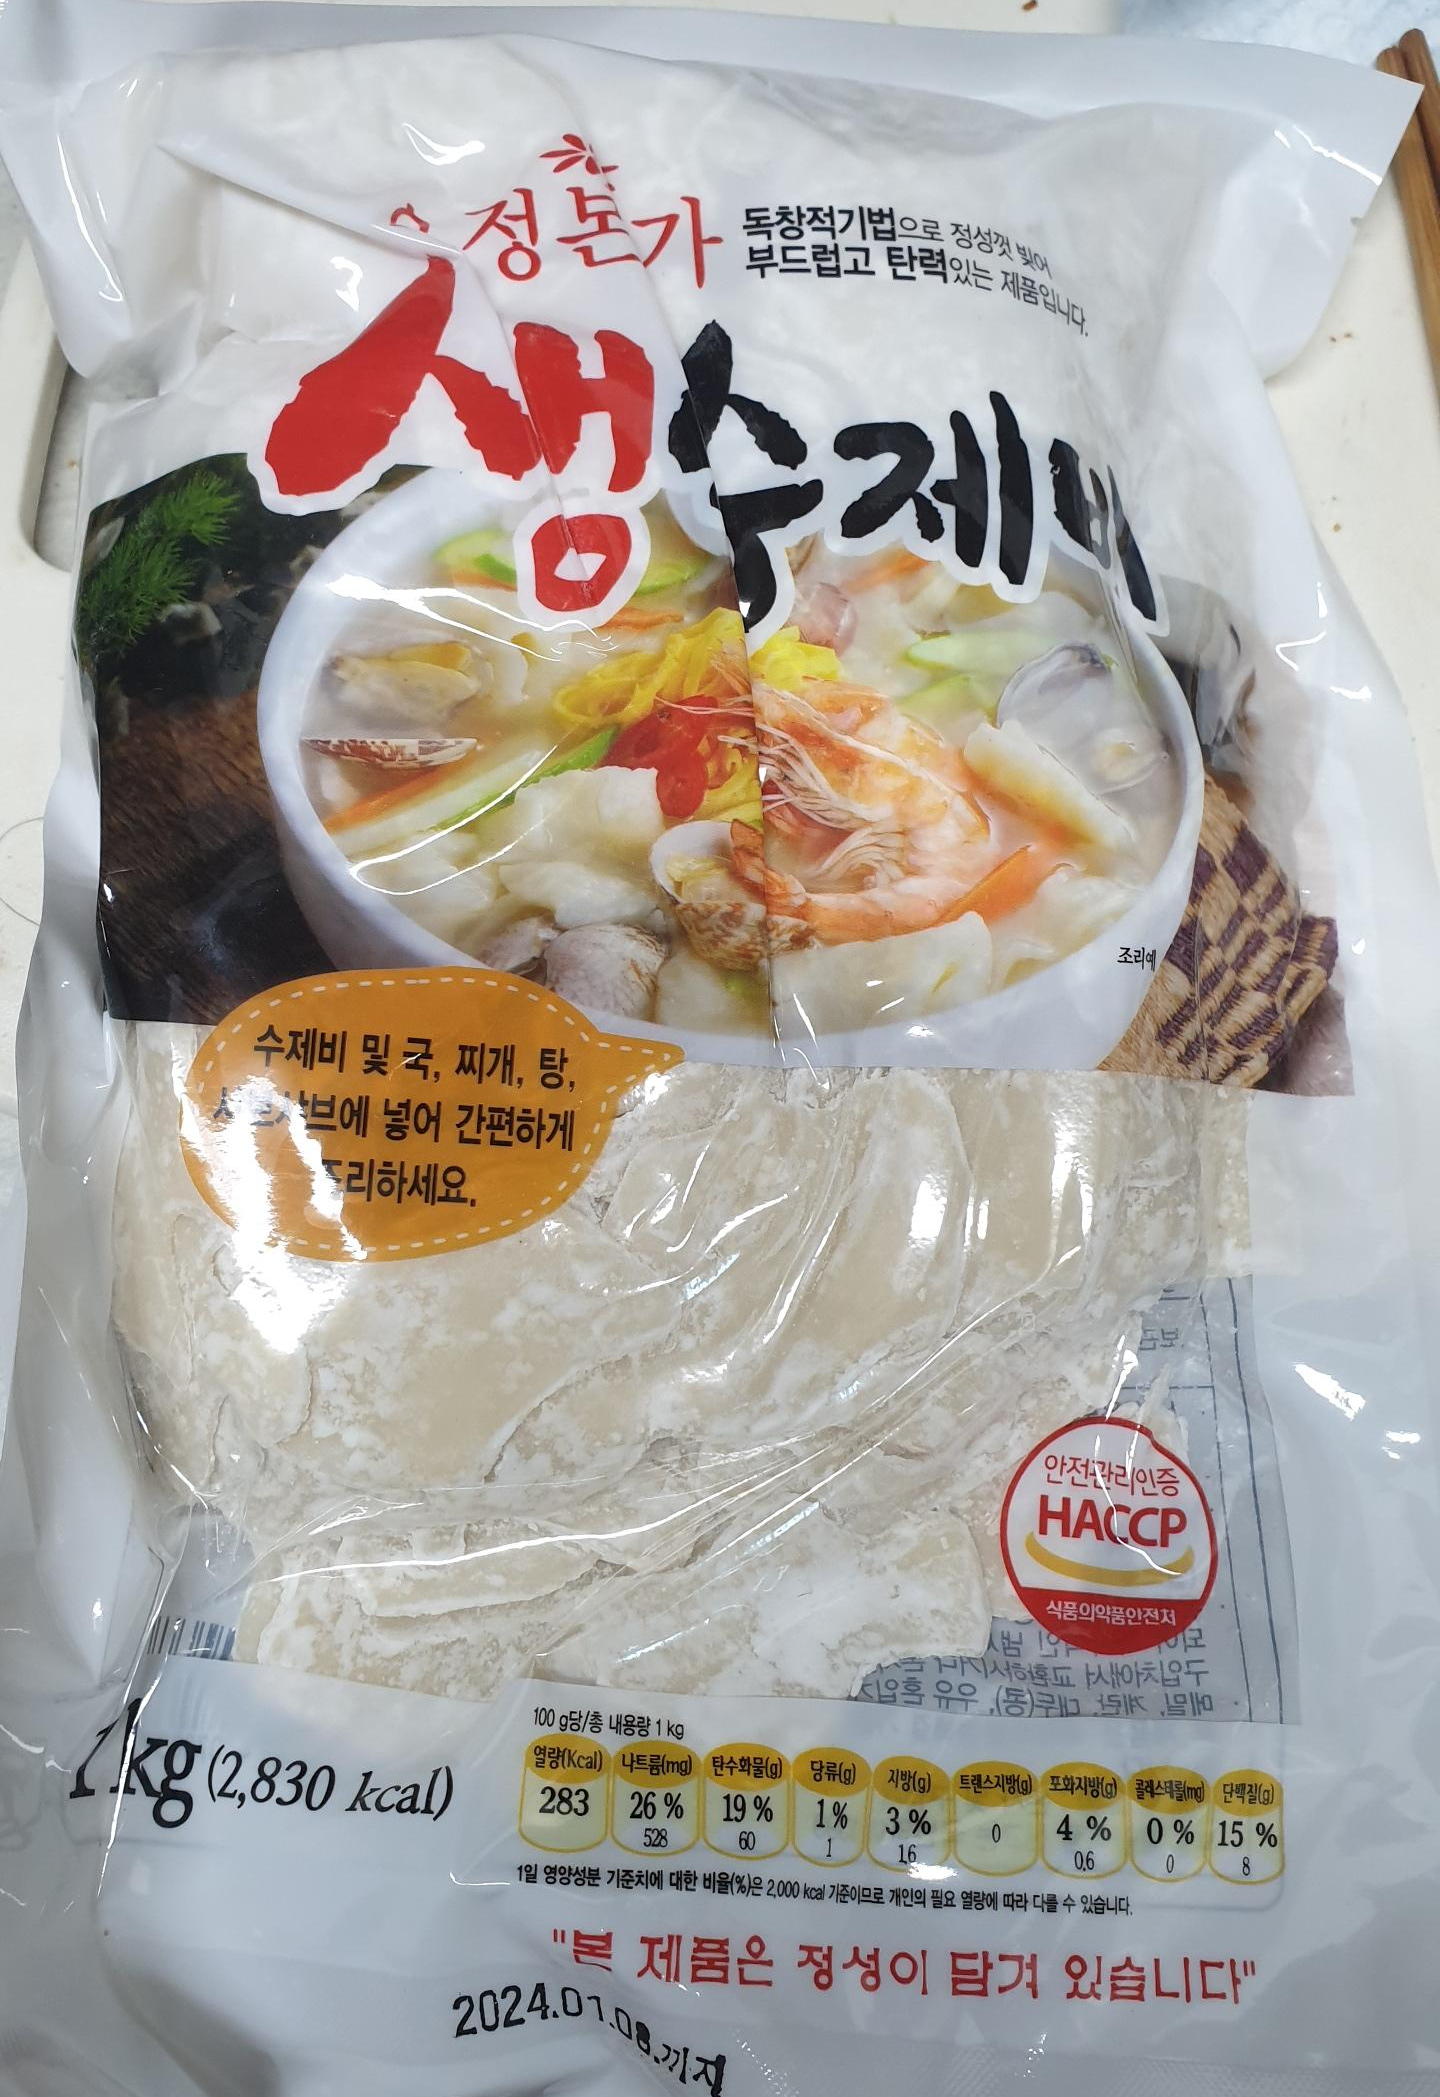 정본가
독창적기법으로 정성껏 빚어
부드럽고 탄력있는 제품입니다.
생수제비
조리예
수제비 및 국, 찌개, 탕,
넣어 간편하게
조리하세요.
안전관리인증
HACCP
식품의약품안전처
1kg (2,830 kcal)
100 g당/총 내용량 1 kg
열량(Kcal) 나트륨(mg) 탄수화물(g) 당류(g) 지방(g) 트랜스지방(g) 포화지방(g) 콜레스테롤(mg) 단백질(g)
283 26 % 19 % 1 % 3 % 0 4 % 0 % 15 %
528 60 1 1.6 0.6 0 8
1일 영양성분 기준치에 대한 비율(%)은 2,000 kcal 기준이므로 개인의 필요 열량에 따라 다를 수 있습니다.
"본 제품은 정성이 담겨 있습니다"
2024.01.08.까지